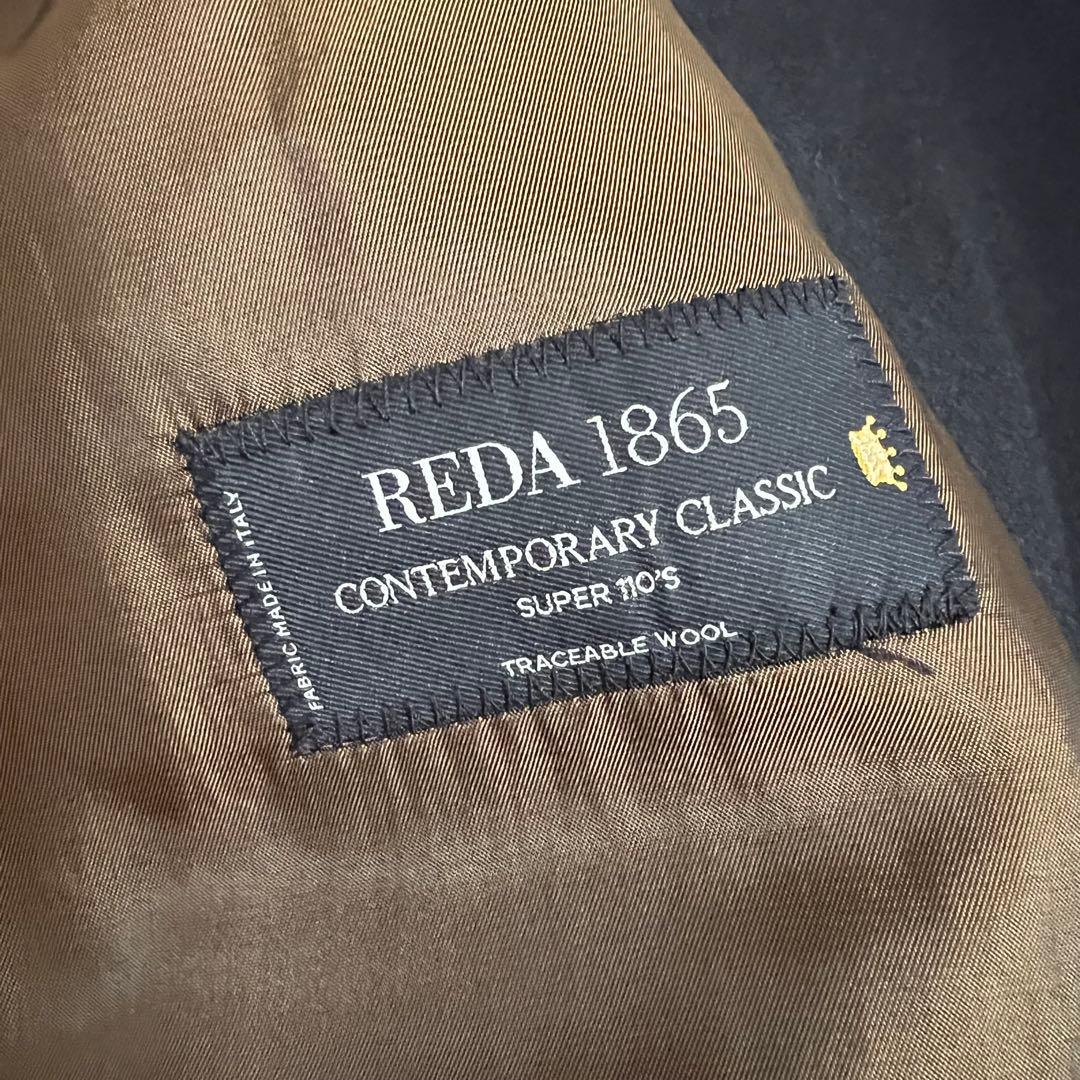 REDA 1865
CONTEMPORARY CLASSIC
SUPER 110'S
TRACEABLE WOOL
FABRIC MADE IN ITALY